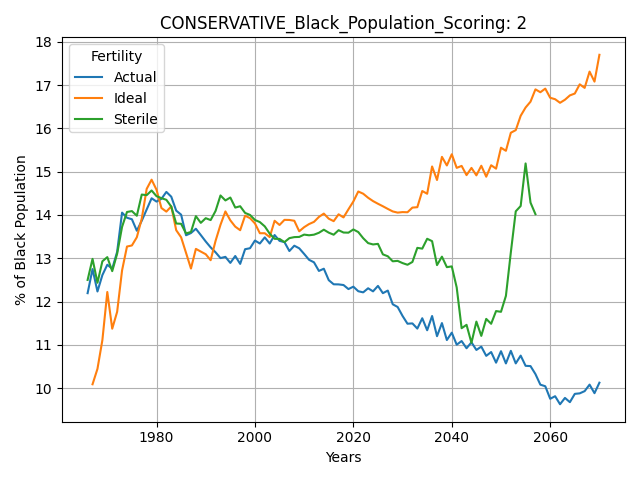 CONSERVATIVE_Black_Population_Scoring: 2
% of Black Population
18
17
16
15
14
13
12
11
10
Fertility
Actual
Ideal
Sterile
1980
2000
2020
2040
2060
Years